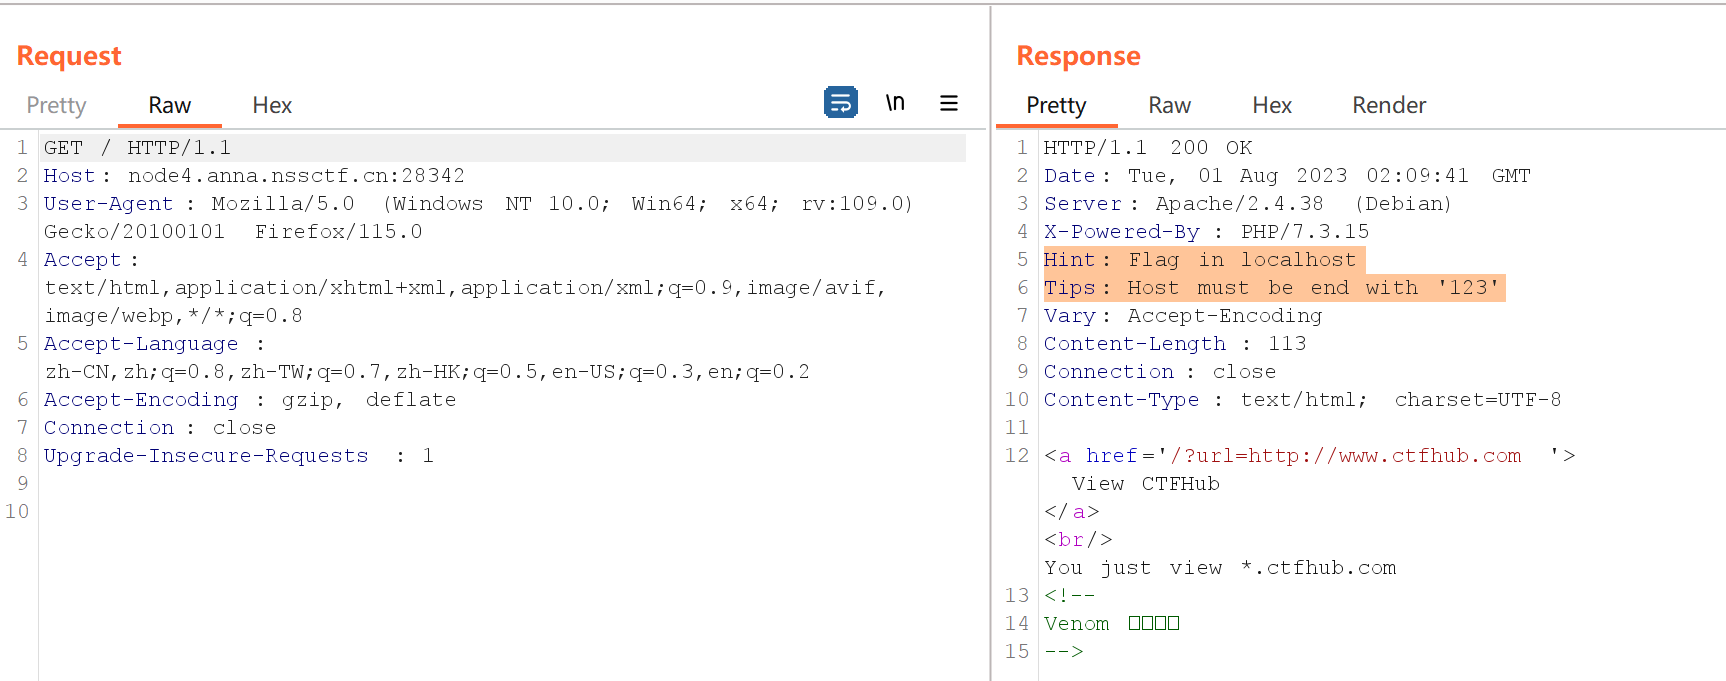 Request
Pretty Raw Hex
\n
1 GET / HTTP/1.1
2 Host: node4.anna.nssctf.cn:28342
3 User-Agent : Mozilla/5.0 (Windows NT 10.0; Win64; x64; rv:109.0)
Gecko/20100101 Firefox/115.0
4 Accept :
text/html,application/xhtml+xml,application/xml;q=0.9,image/avif,
image/webp,*/*;q=0.8
5 Accept-Language :
zh-CN,zh;q=0.8,zh-TW;q=0.7,zh-HK;q=0.5,en-US;q=0.3,en;q=0.2
6 Accept-Encoding : gzip, deflate
7 Connection : close
8 Upgrade-Insecure-Requests : 1
9
10
Response
Pretty Raw Hex Render
1 HTTP/1.1 200 OK
2 Date: Tue, 01 Aug 2023 02:09:41 GMT
3 Server: Apache/2.4.38 (Debian)
4 X-Powered-By : PHP/7.3.15
5 Hint: Flag in localhost
6 Tips: Host must be end with '123'
7 Vary: Accept-Encoding
8 Content-Length : 113
9 Connection : close
10 Content-Type : text/html; charset=UTF-8
11
12 <a href='/?url=http://www.ctfhub.com '>
View CTFHub
</a>
<br/>
You just view *.ctfhub.com
13 <!--
14 Venom □□□□
15 -->